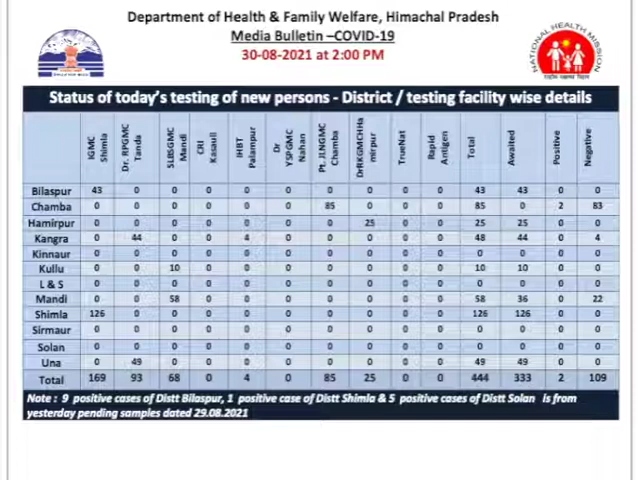 Department of Health & Family Welfare, Himachal Pradesh
Media Bulletin –COVID-19
30-08-2021 at 2:00 PM
NATIONAL HEALTH MISSION
राष्ट्रीय स्वास्थ्य मिशन
Status of today's testing of new persons - District / testing facility wise details
IGMC Shimla Dr. RPGMC Tanda SLBSGMC Mandi CRI Kasauli IHBT Palampur Dr YSPGMC Nahan Pt. JLNGMC Chamba DrRKGMCHHa mirpur TrueNat Rapid Antigen Total Awaited Positive Negative
Bilaspur 43 0 0 0 0 0 0 0 0 0 43 43 0 0
Chamba 0 0 0 0 0 0 85 0 0 0 85 0 2 83
Hamirpur 0 0 0 0 0 0 0 25 0 0 25 25 0 0
Kangra 0 44 0 0 4 0 0 0 0 0 48 44 0 4
Kinnaur 0 0 0 0 0 0 0 0 0 0 0 0 0 0
Kullu 0 0 10 0 0 0 0 0 0 0 10 10 0 0
L & S 0 0 0 0 0 0 0 0 0 0 0 0 0 0
Mandi 0 0 58 0 0 0 0 0 0 0 58 36 0 22
Shimla 126 0 0 0 0 0 0 0 0 0 126 126 0 0
Sirmaur 0 0 0 0 0 0 0 0 0 0 0 0 0 0
Solan 0 0 0 0 0 0 0 0 0 0 0 0 0 0
Una 0 49 0 0 0 0 0 0 0 0 49 49 0 0
Total 169 93 68 0 4 0 85 25 0 0 444 333 2 109
Note : 9 positive cases of Distt Bilaspur, 1 positive case of Distt Shimla & 5 positive cases of Distt Solan is from
yesterday pending samples dated 29.08.2021